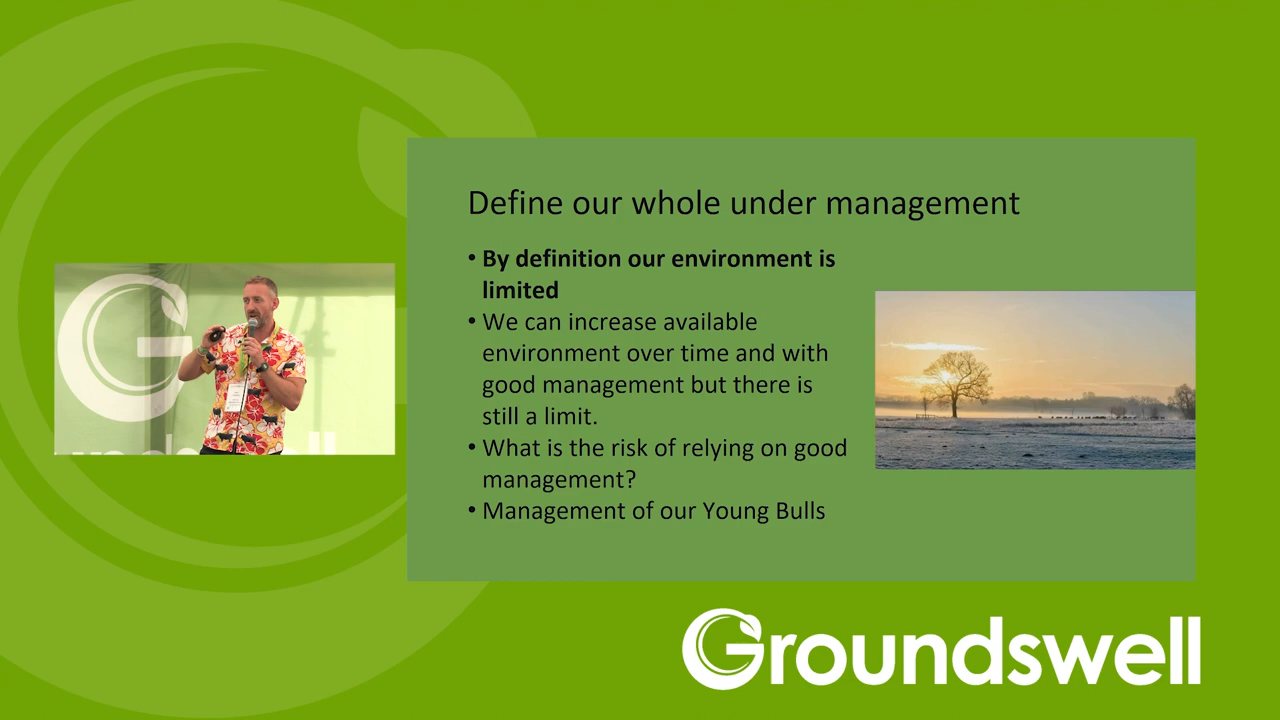 Define our whole under management
• By definition our environment is
limited
• We can increase available
environment over time and with
good management but there is
still a limit.
• What is the risk of relying on good
management?
• Management of our Young Bulls
Groundswell